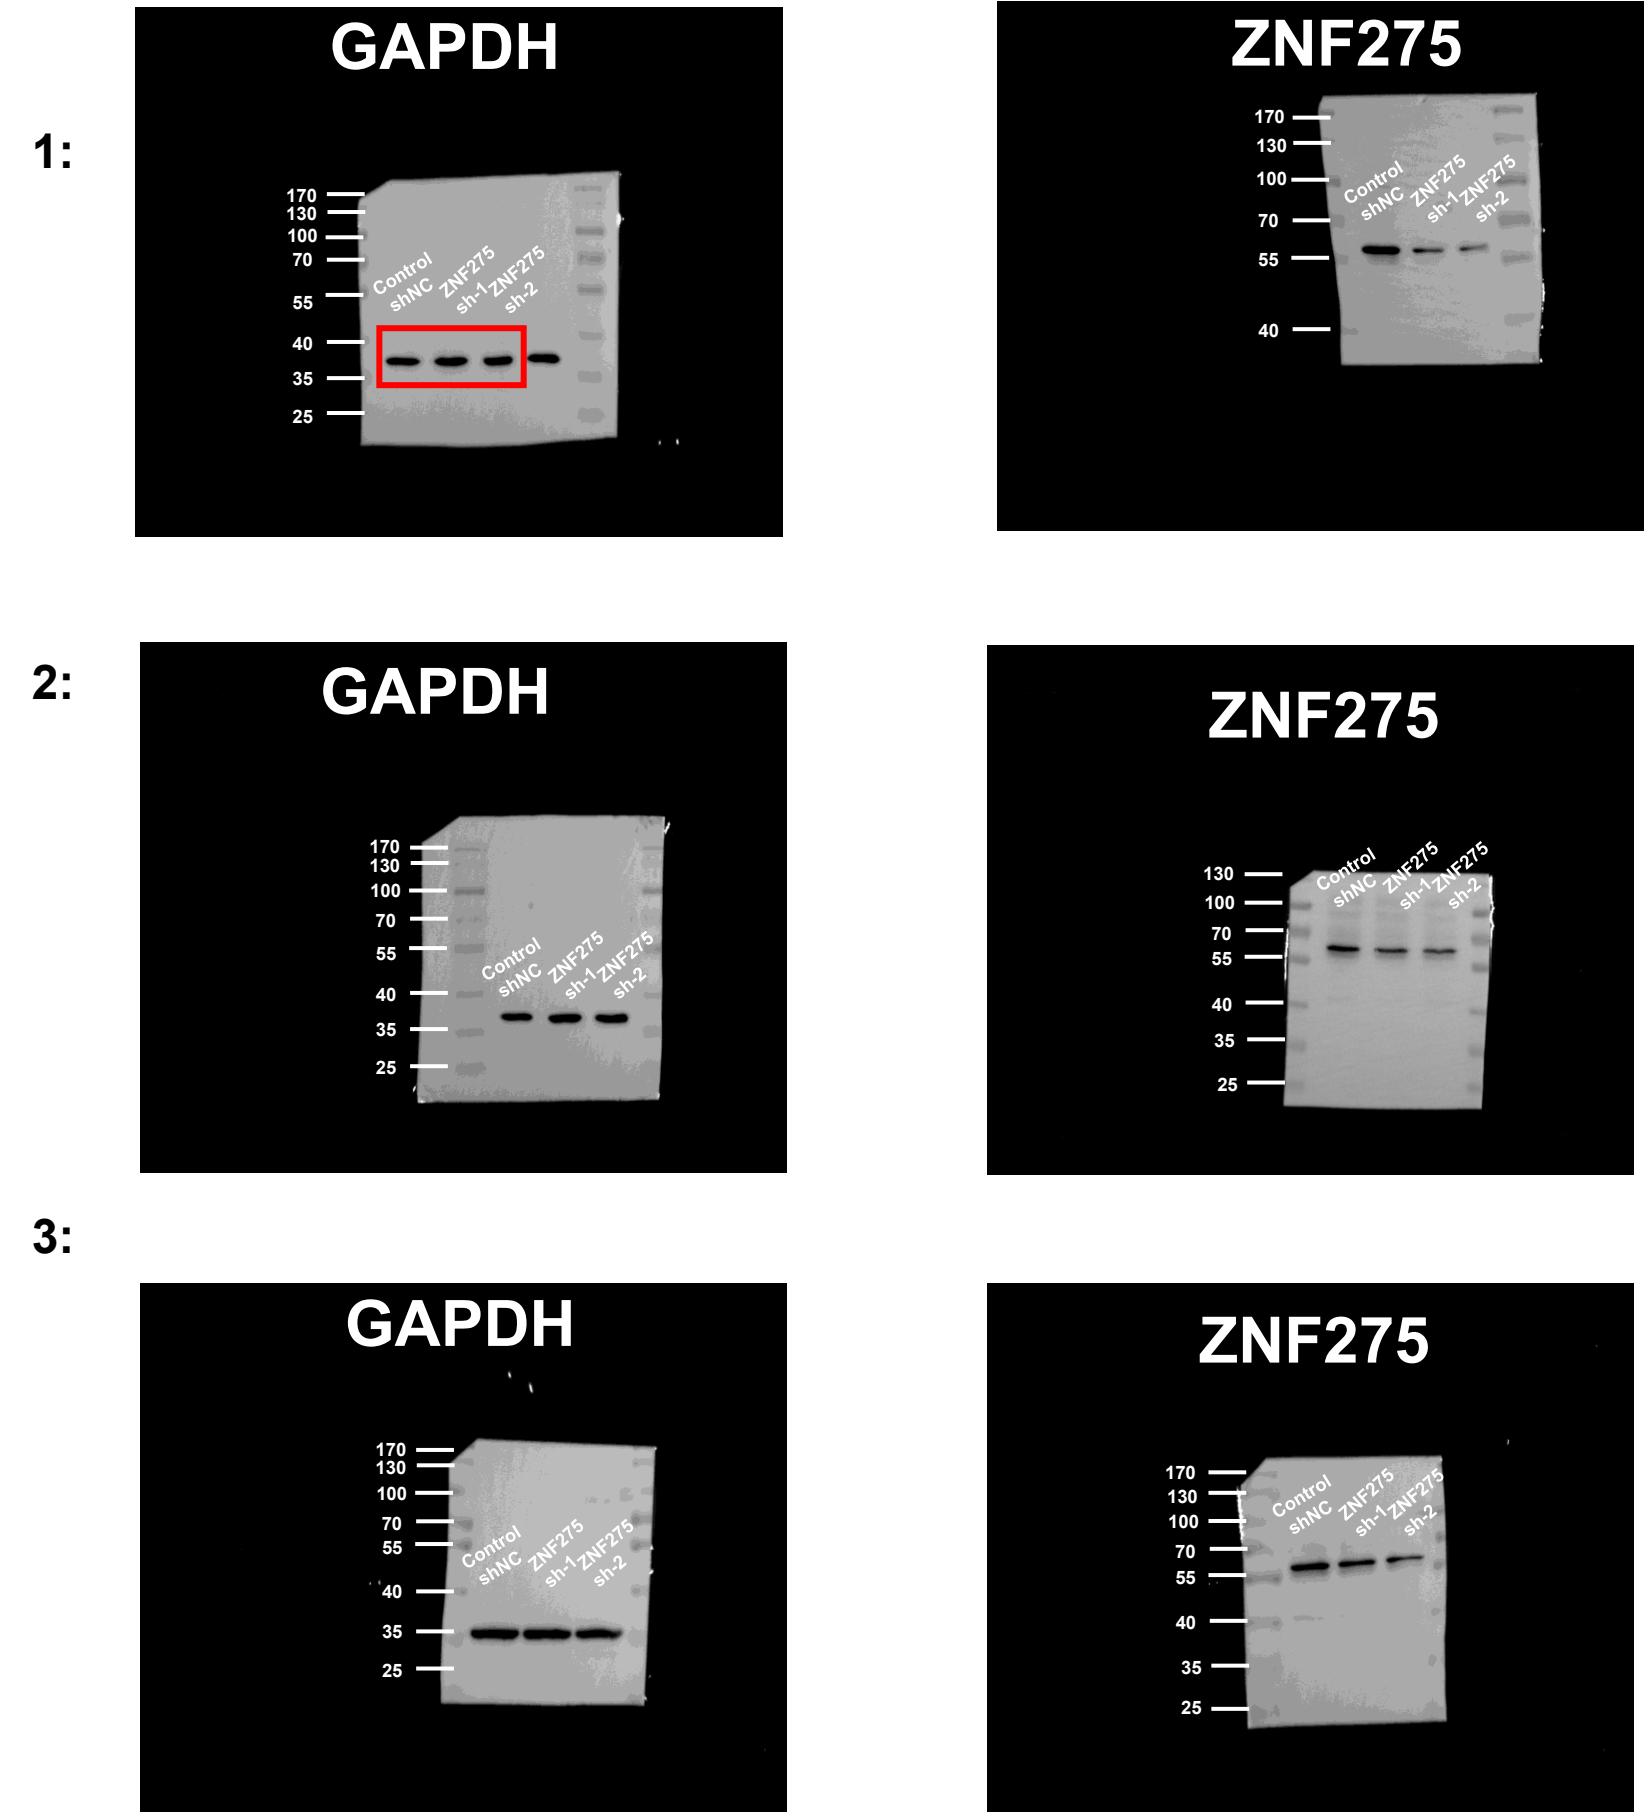 GAPDH
ZNF275
1:
170
130
100
70
55
40
35
25
Control
shNC
ZNF275
sh-1
ZNF275
sh-2
170
130
100
70
55
40
Control
shNC
ZNF275
sh-1
ZNF275
sh-2
2:
GAPDH
ZNF275
170
130
100
70
55
40
35
25
Control
shNC
ZNF275
sh-1
ZNF275
sh-2
130
100
70
55
40
35
25
Control
shNC
ZNF275
sh-1
ZNF275
sh-2
3:
GAPDH
ZNF275
170
130
100
70
55
40
35
25
Control
shNC
ZNF275
sh-1
ZNF275
sh-2
170
130
100
70
55
40
35
25
Control
shNC
ZNF275
sh-1
ZNF275
sh-2